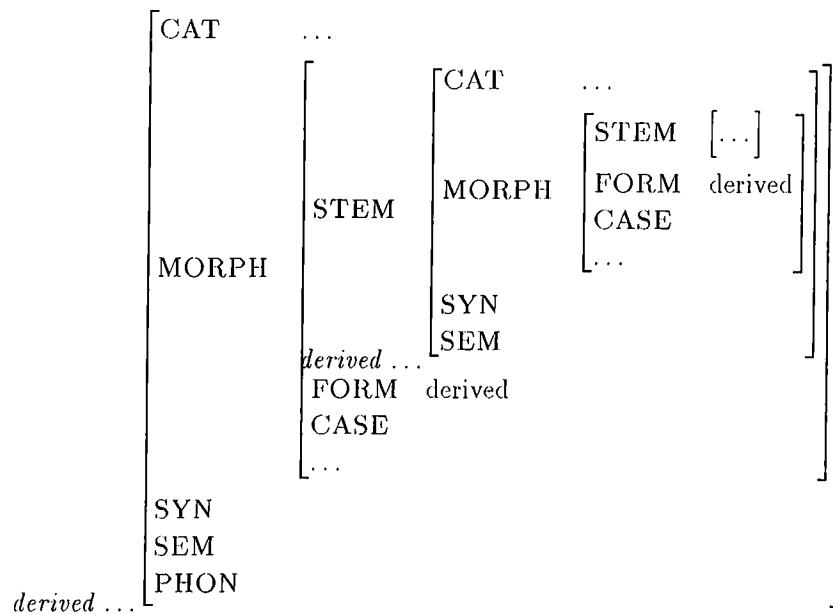 CAT ...
CAT ...
STEM [...]
MORPH FORM derived
STEM CASE
MORPH ...
SYN
SEM
derived ...
FORM derived
CASE
...
SYN
SEM
PHON
derived ...